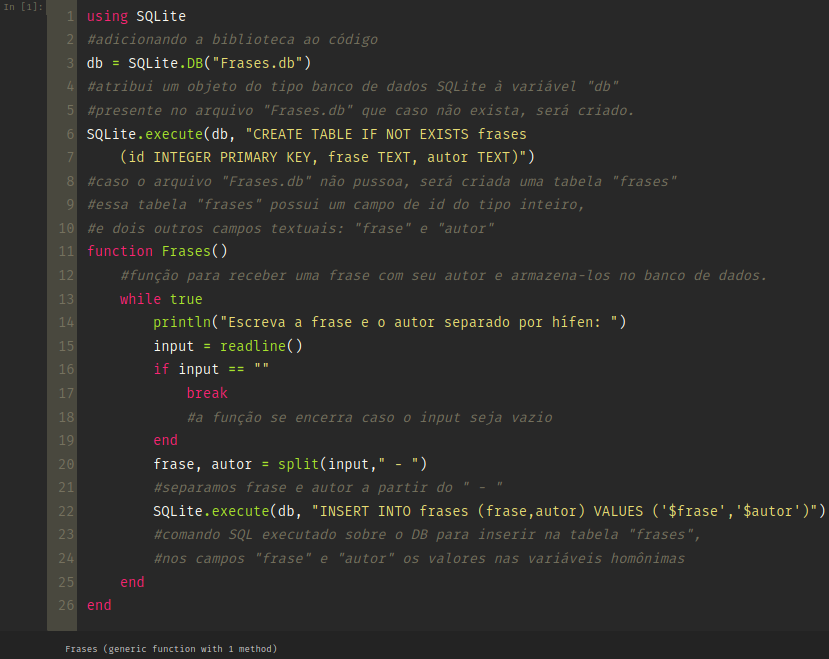 In [1]:
1 using SQLite
2 #adicionando a biblioteca ao código
3 db = SQLite.DB("Frases.db")
4 #atribui um objeto do tipo banco de dados SQLite à variável "db"
5 #presente no arquivo "Frases.db" que caso não exista, será criado.
6 SQLite.execute(db, "CREATE TABLE IF NOT EXISTS frases
7     (id INTEGER PRIMARY KEY, frase TEXT, autor TEXT)")
8 #caso o arquivo "Frases.db" não pussoa, será criada uma tabela "frases"
9 #essa tabela "frases" possui um campo de id do tipo inteiro,
10 #e dois outros campos textuais: "frase" e "autor"
11 function Frases()
12     #função para receber uma frase com seu autor e armazena-los no banco de dados.
13     while true
14         println("Escreva a frase e o autor separado por hífen: ")
15         input = readline()
16         if input == ""
17             break
18             #a função se encerra caso o input seja vazio
19         end
20         frase, autor = split(input," - ")
21         #separamos frase e autor a partir do " - "
22         SQLite.execute(db, "INSERT INTO frases (frase,autor) VALUES ('$frase','$autor')")
23         #comando SQL executado sobre o DB para inserir na tabela "frases",
24         #nos campos "frase" e "autor" os valores nas variáveis homônimas
25     end
26 end
Frases (generic function with 1 method)